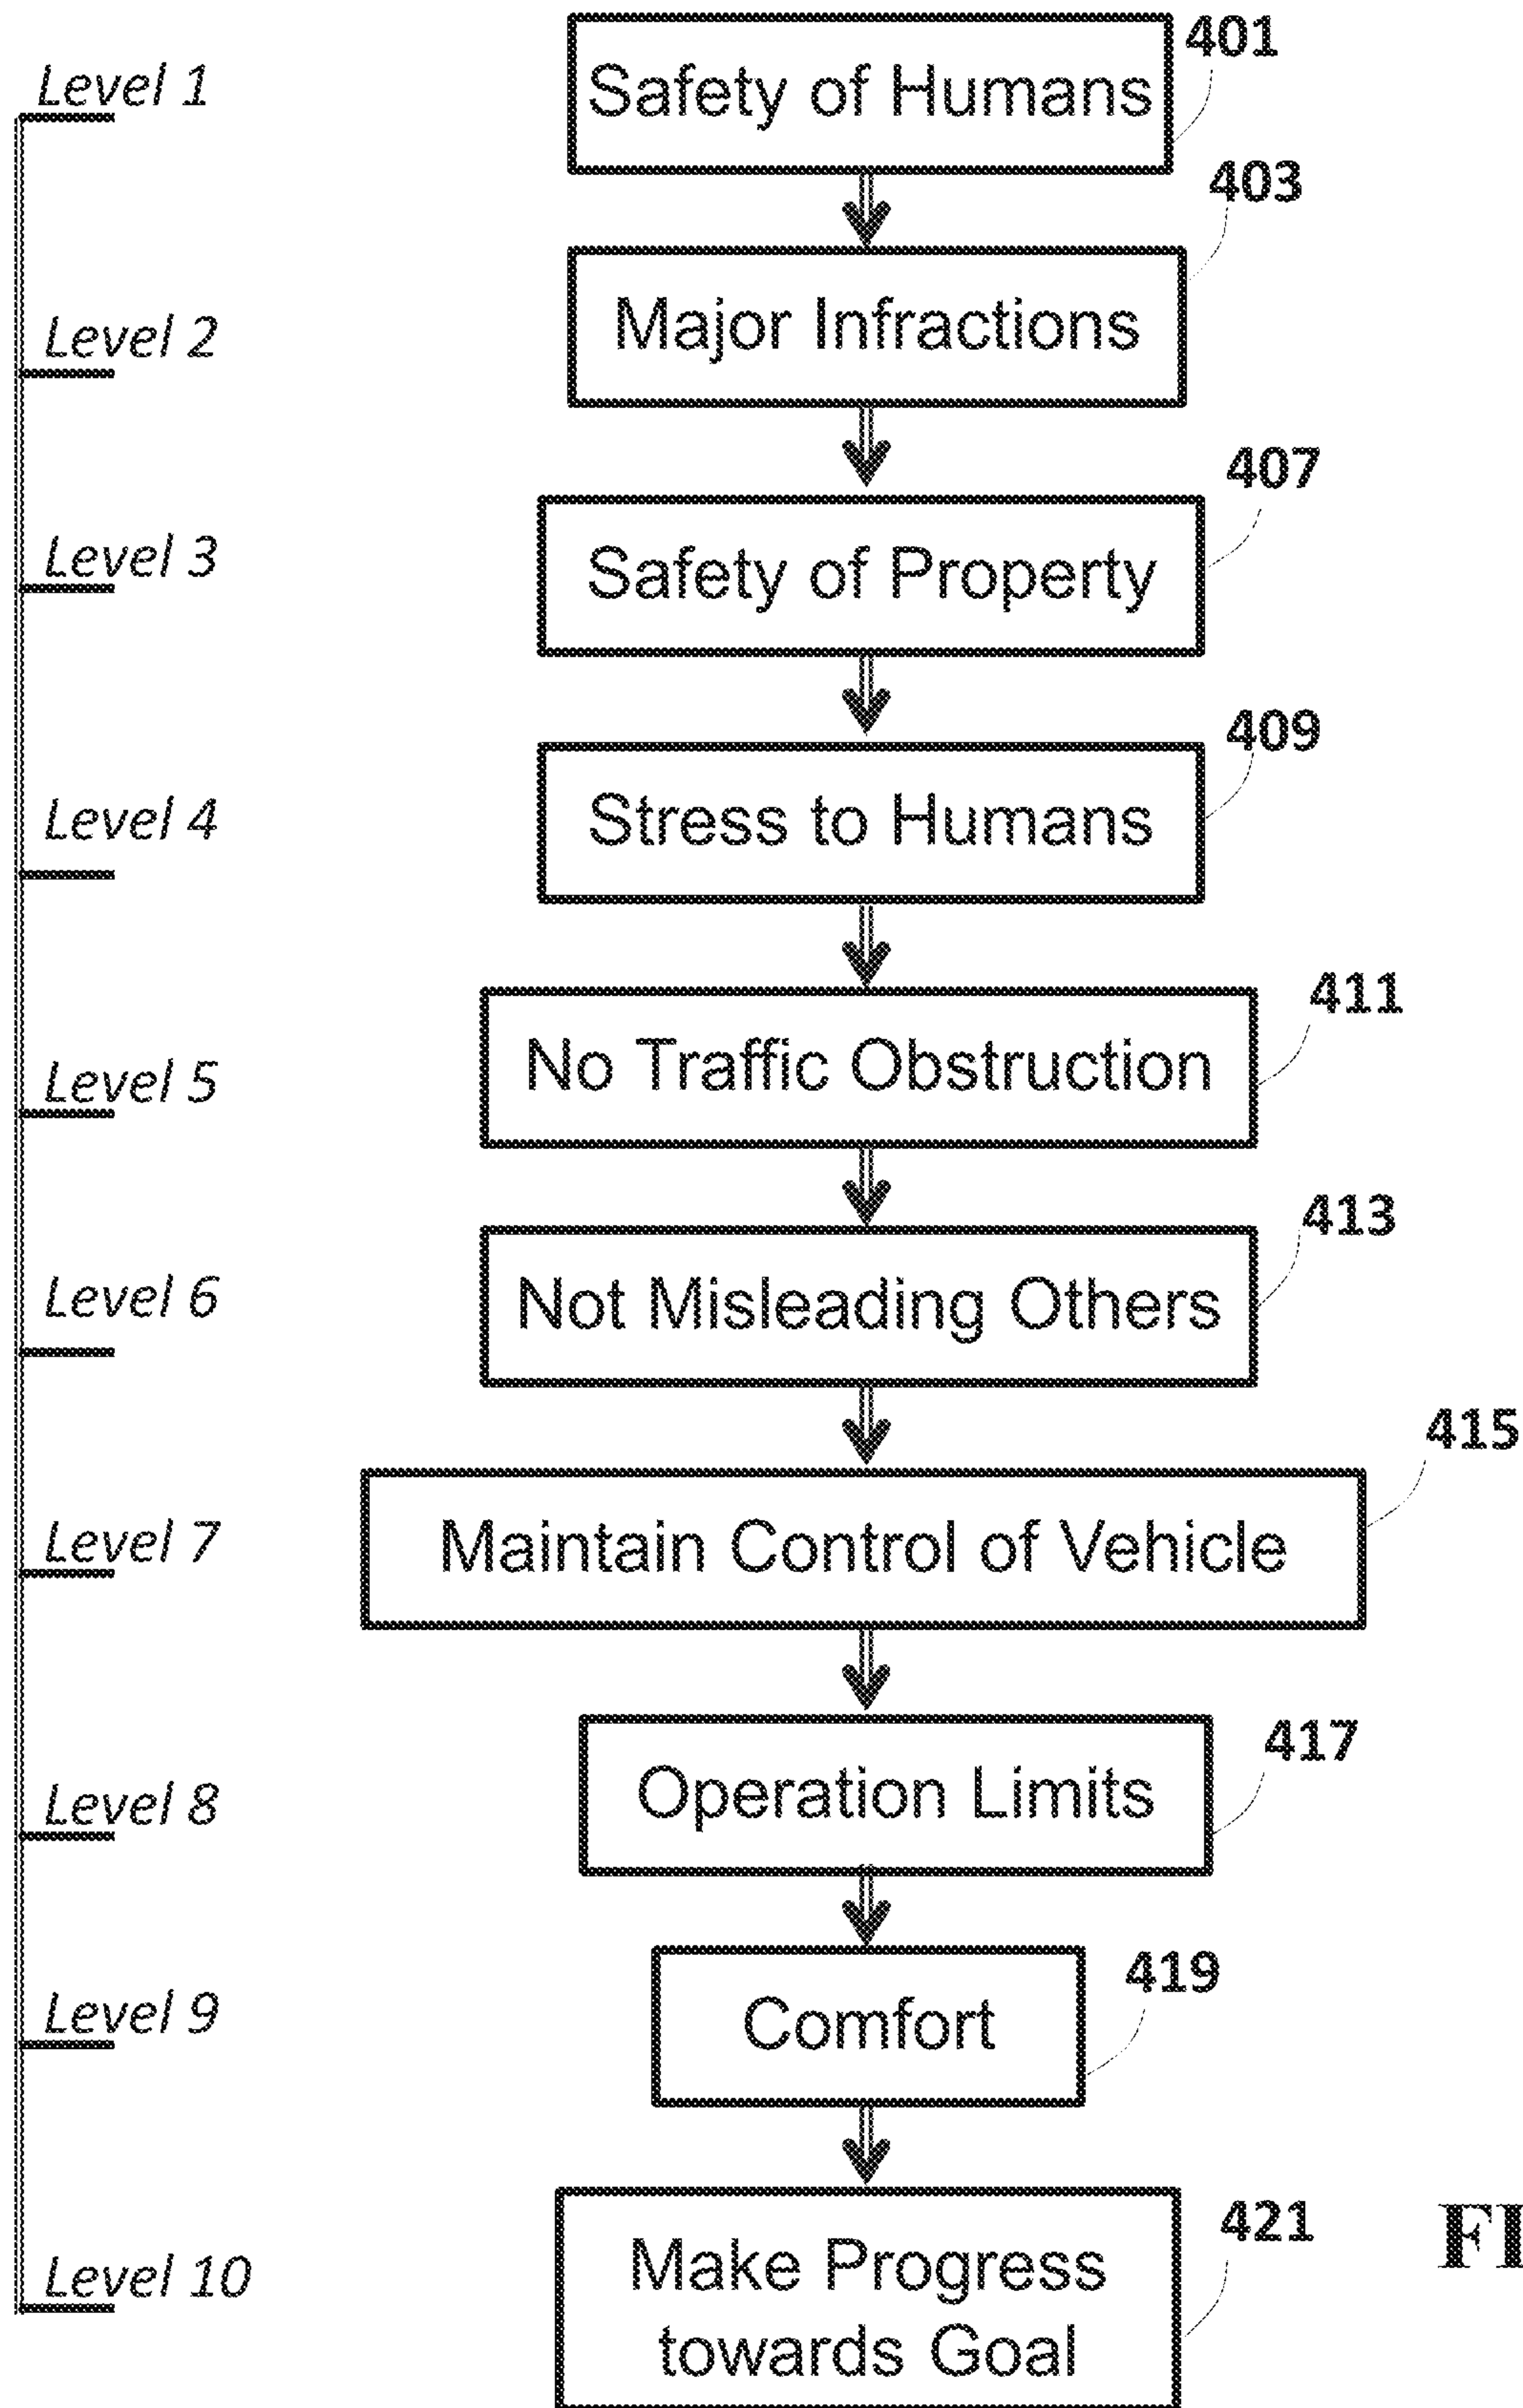 Level 1
Safety of Humans
401
Level 2
Major Infractions
403
Level 3
Safety of Property
407
Level 4
Stress to Humans
409
Level 5
No Traffic Obstruction
411
Level 6
Not Misleading Others
413
Level 7
Maintain Control of Vehicle
415
Level 8
Operation Limits
417
Level 9
Comfort
419
Level 10
Make Progress
towards Goal
421
FI